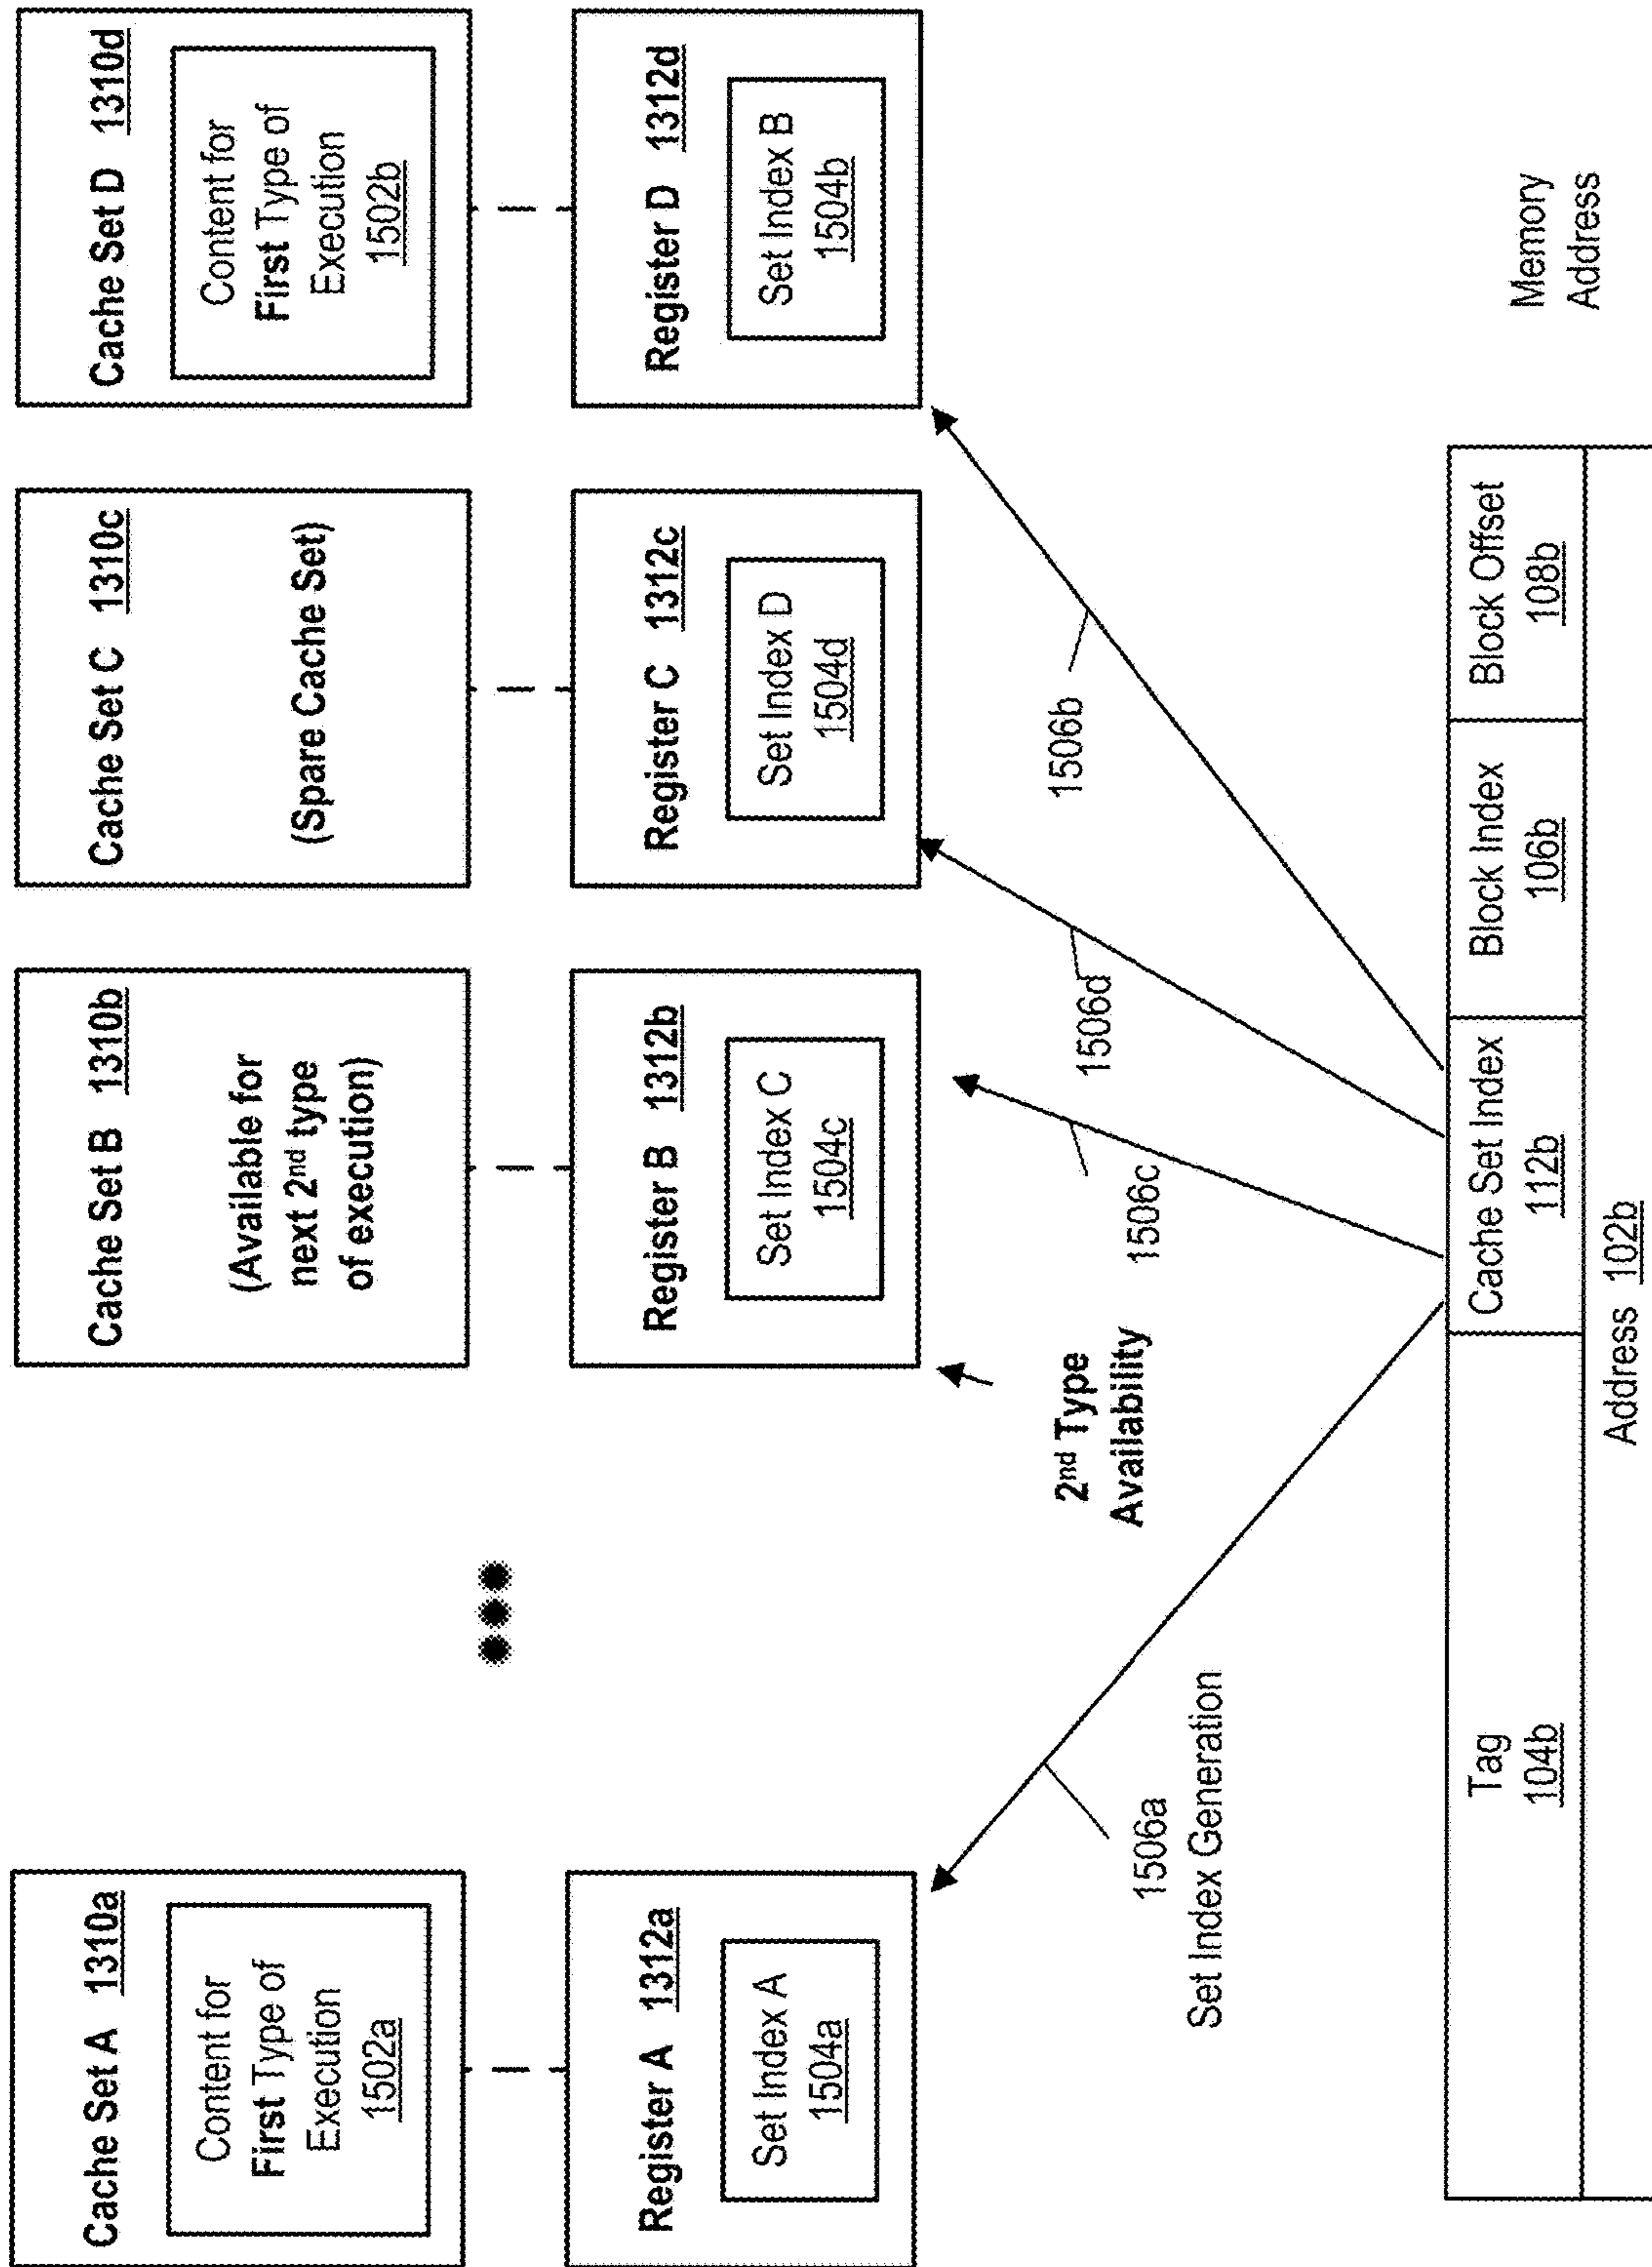 Cache Set A 1310a
Content for
First Type of
Execution
1502a
Register A 1312a
Set Index A
1504a
Cache Set B 1310b
(Available for
next 2nd type
of execution)
Register B 1312b
Set Index C
1504c
Cache Set C 1310c
(Spare Cache Set)
Register C 1312c
Set Index D
1504d
Cache Set D 1310d
Content for
First Type of
Execution
1502b
Register D 1312d
Set Index B
1504b
2nd Type
Availability
1506a
Set Index Generation
1506c
1506d
1506b
Tag
104b
Cache Set Index
112b
Block Index
106b
Block Offset
108b
Address 102b
Memory
Address